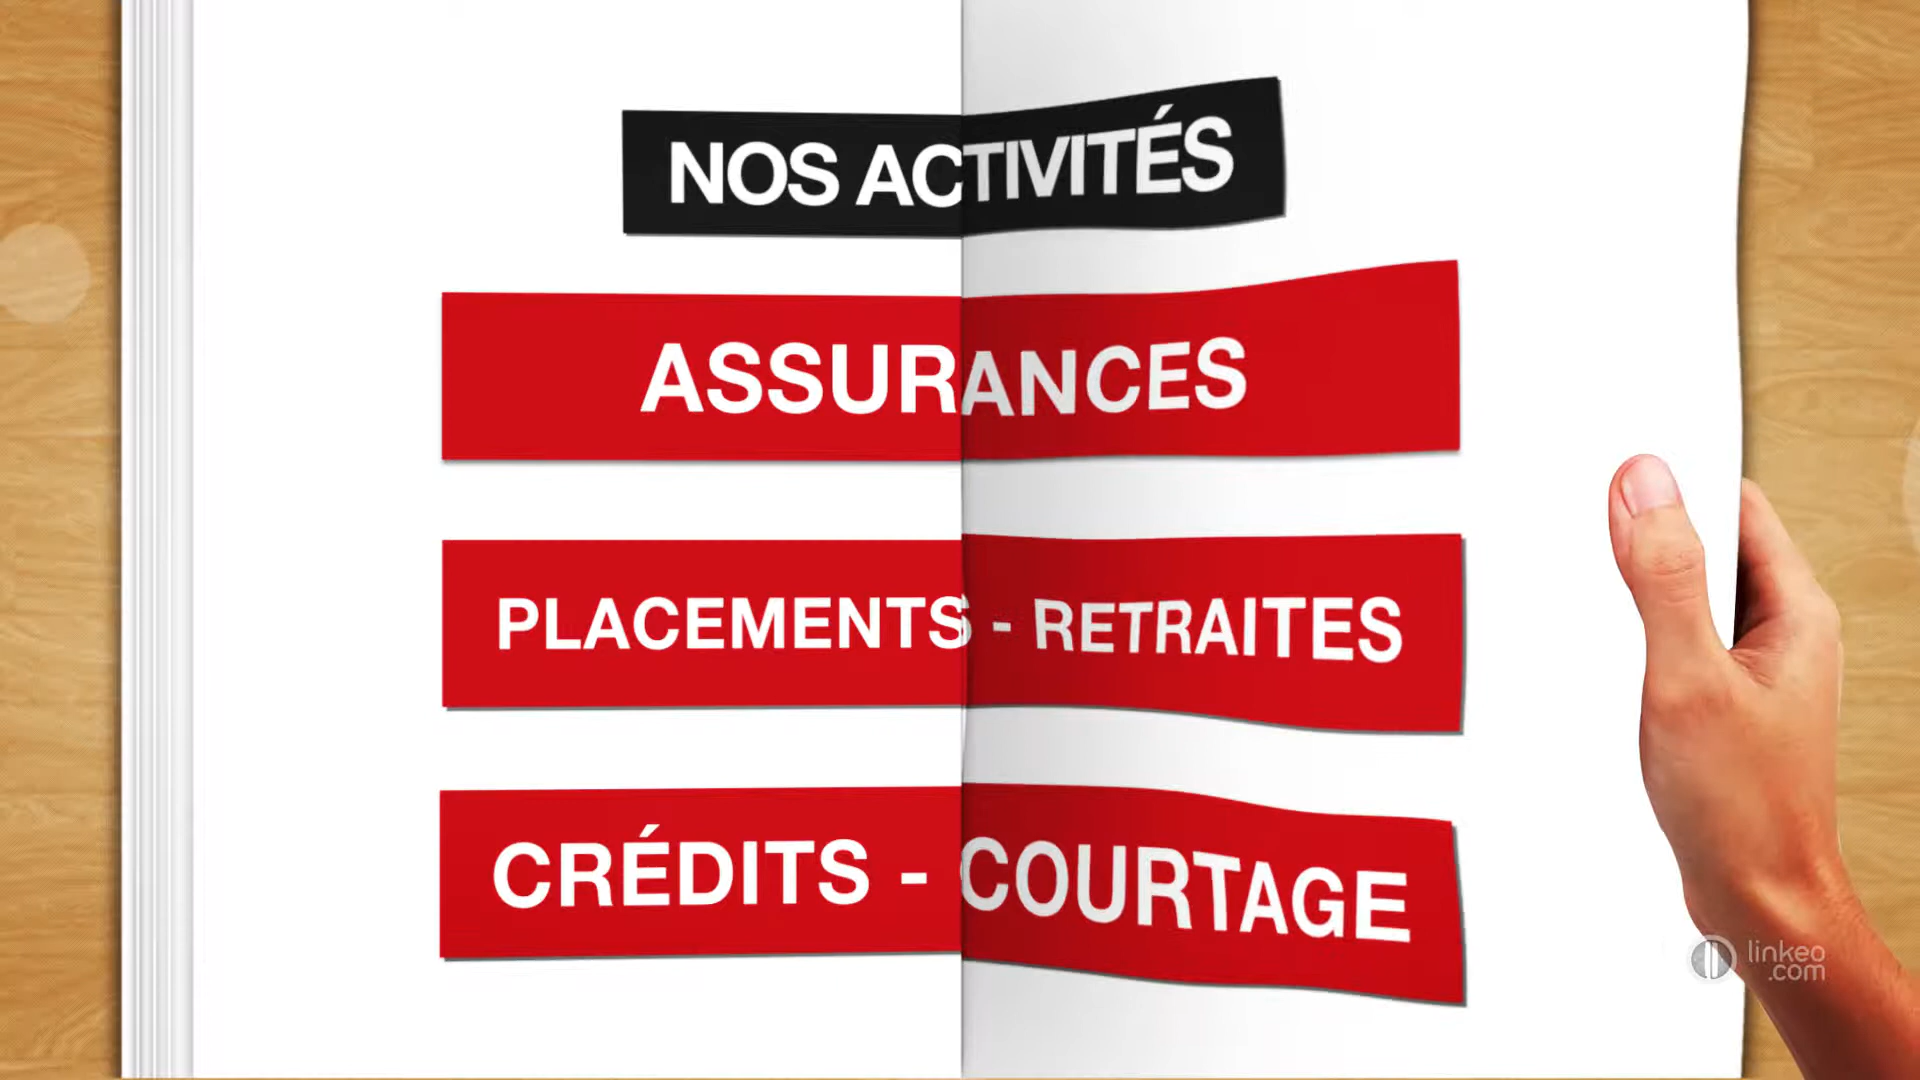 NOS ACTIVITÉS
ASSURANCES
PLACEMENTS - RETRAITES
CRÉDITS - COURTAGE
linkeo
.com